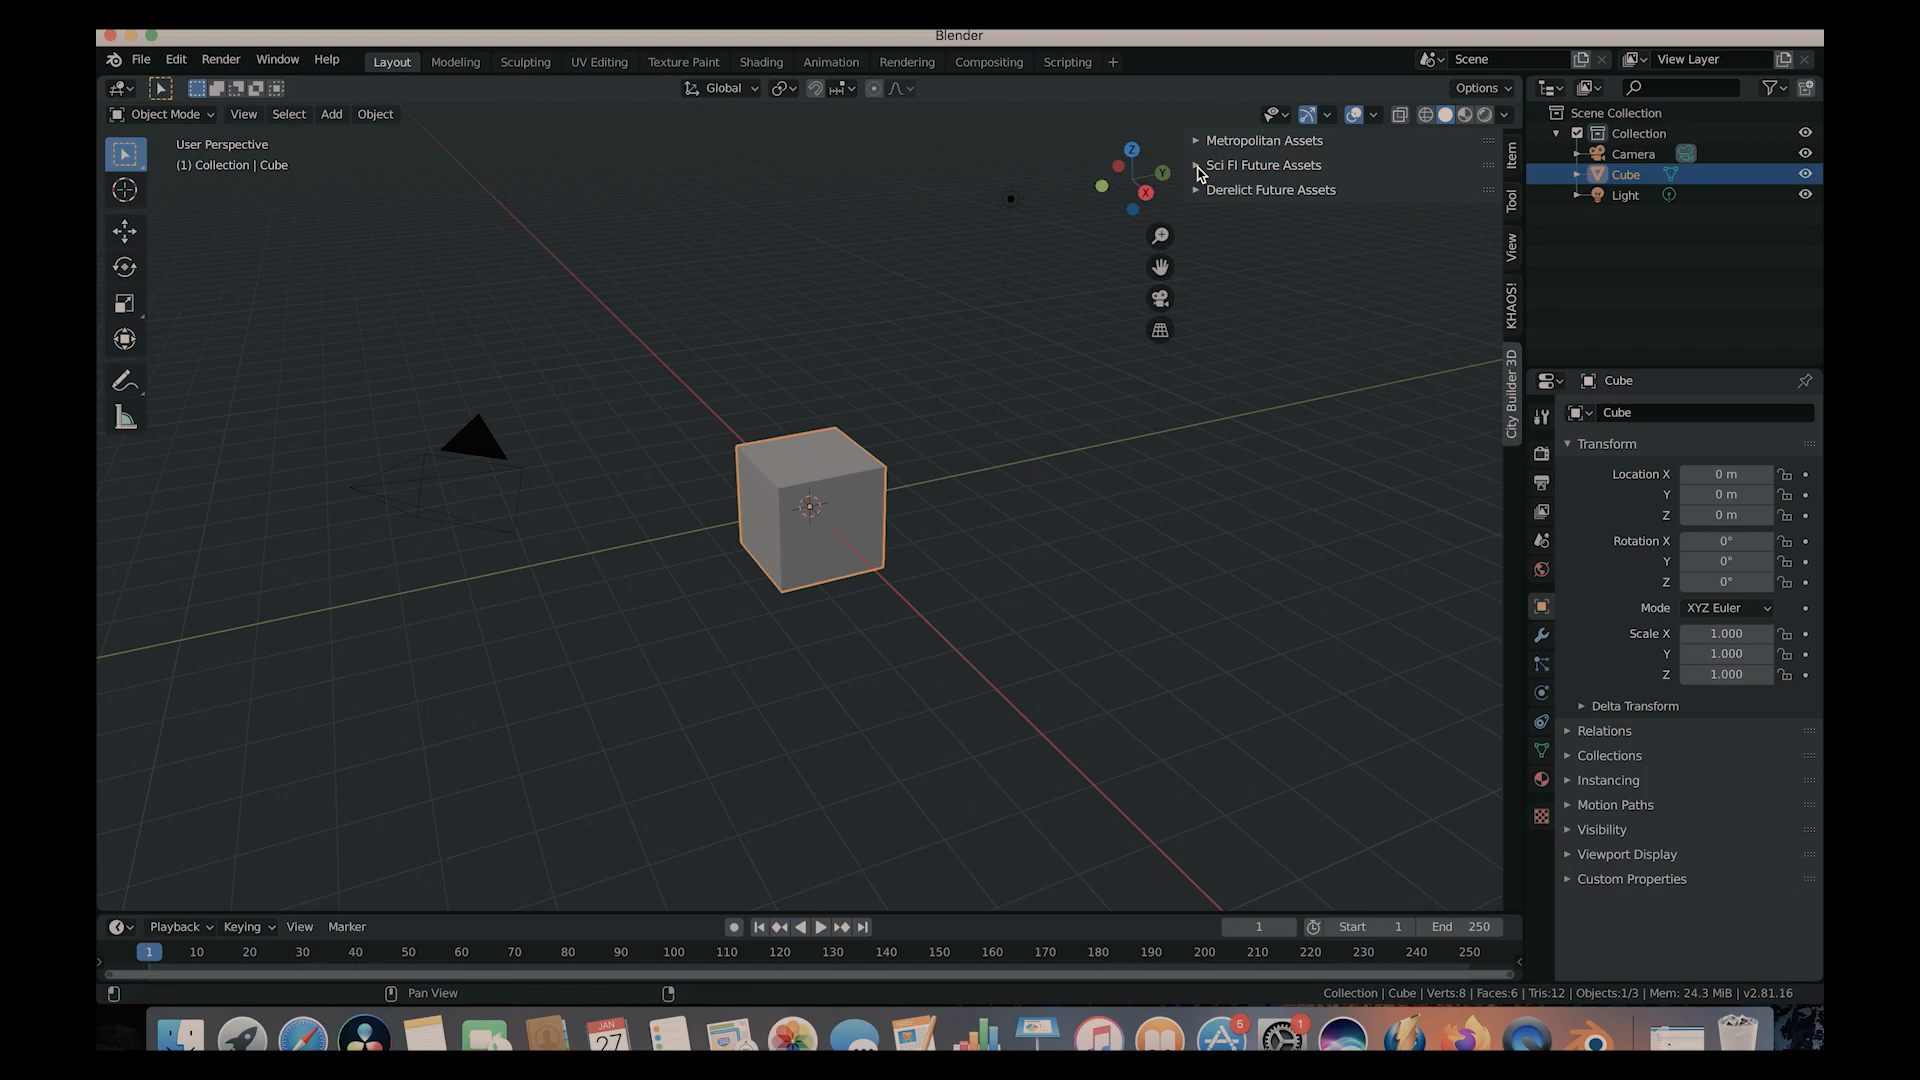 Blender
File Edit Render Window Help Layout Modeling Sculpting UV Editing Texture Paint Shading Animation Rendering Compositing Scripting + Scene View Layer
Global Options
Object Mode View Select Add Object
User Perspective
(1) Collection | Cube
Z
Y
X
Metropolitan Assets
Sci FI Future Assets
Derelict Future Assets
Item
Tool
View
KHAOS!
City Builder 3D
Scene Collection
Collection
Camera
Cube
Light
Cube
Cube
Transform
Location X 0 m
Y 0 m
Z 0 m
Rotation X 0°
Y 0°
Z 0°
Mode XYZ Euler
Scale X 1.000
Y 1.000
Z 1.000
Delta Transform
Relations
Collections
Instancing
Motion Paths
Visibility
Viewport Display
Custom Properties
Playback Keying View Marker 1 Start 1 End 250
1 10 20 30 40 50 60 70 80 90 100 110 120 130 140 150 160 170 180 190 200 210 220 230 240 250
Pan View
Collection | Cube | Verts:8 | Faces:6 | Tris:12 | Objects:1/3 | Mem: 24.3 MiB | v2.81.16
JAN
27
5
1